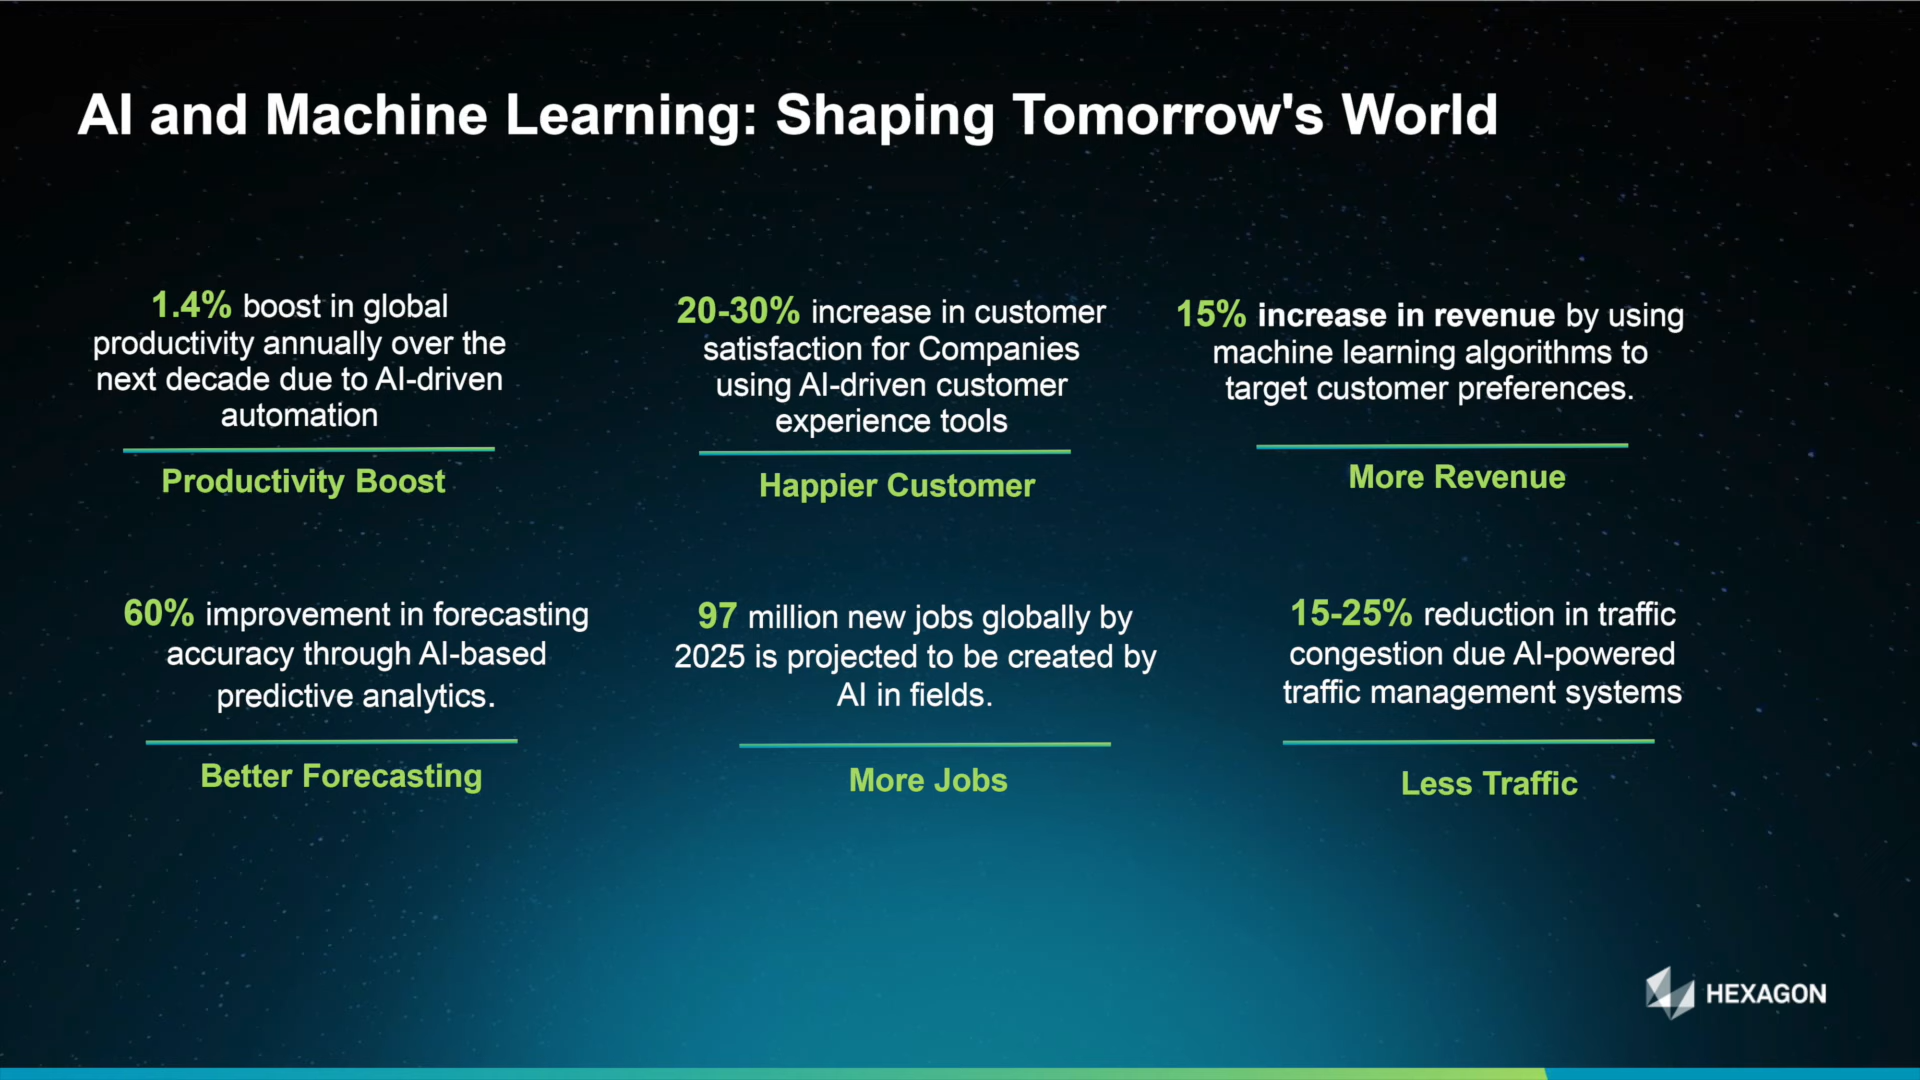 AI and Machine Learning: Shaping Tomorrow's World
1.4% boost in global
productivity annually over the
next decade due to AI-driven
automation
Productivity Boost
20-30% increase in customer
satisfaction for Companies
using AI-driven customer
experience tools
Happier Customer
15% increase in revenue by using
machine learning algorithms to
target customer preferences.
More Revenue
60% improvement in forecasting
accuracy through AI-based
predictive analytics.
Better Forecasting
97 million new jobs globally by
2025 is projected to be created by
AI in fields.
More Jobs
15-25% reduction in traffic
congestion due AI-powered
traffic management systems
Less Traffic
HEXAGON